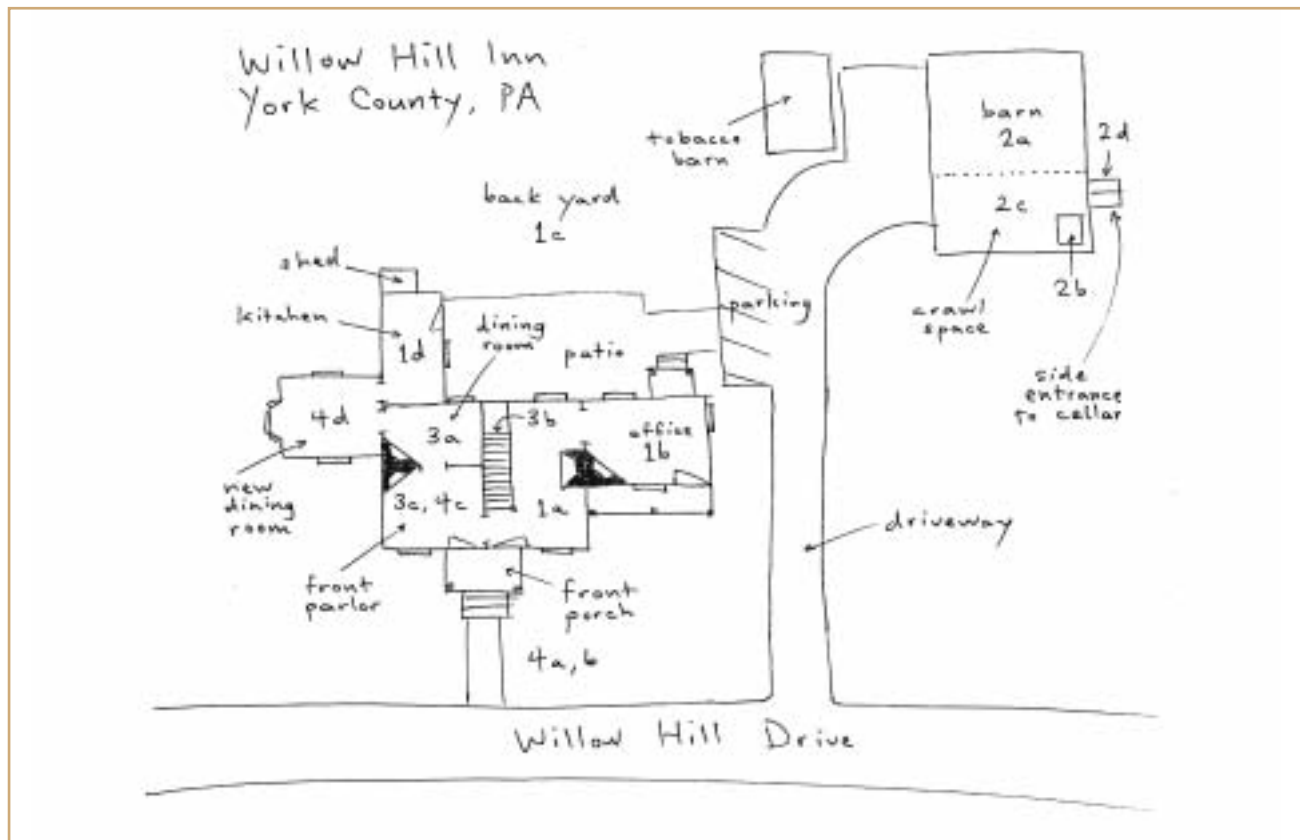 Willow Hill Inn
York County, PA
tobacco
barn
barn
2a
2d
2c
2b
crawl
space
side
entrance
to cellar
back yard
1c
shed
kitchen
1d
dining
room
patio
parking
4d
3a
3b
office
1b
new
dining
room
3c, 4c
1a
driveway
front
parlor
front
porch
4a, b
Willow Hill Drive